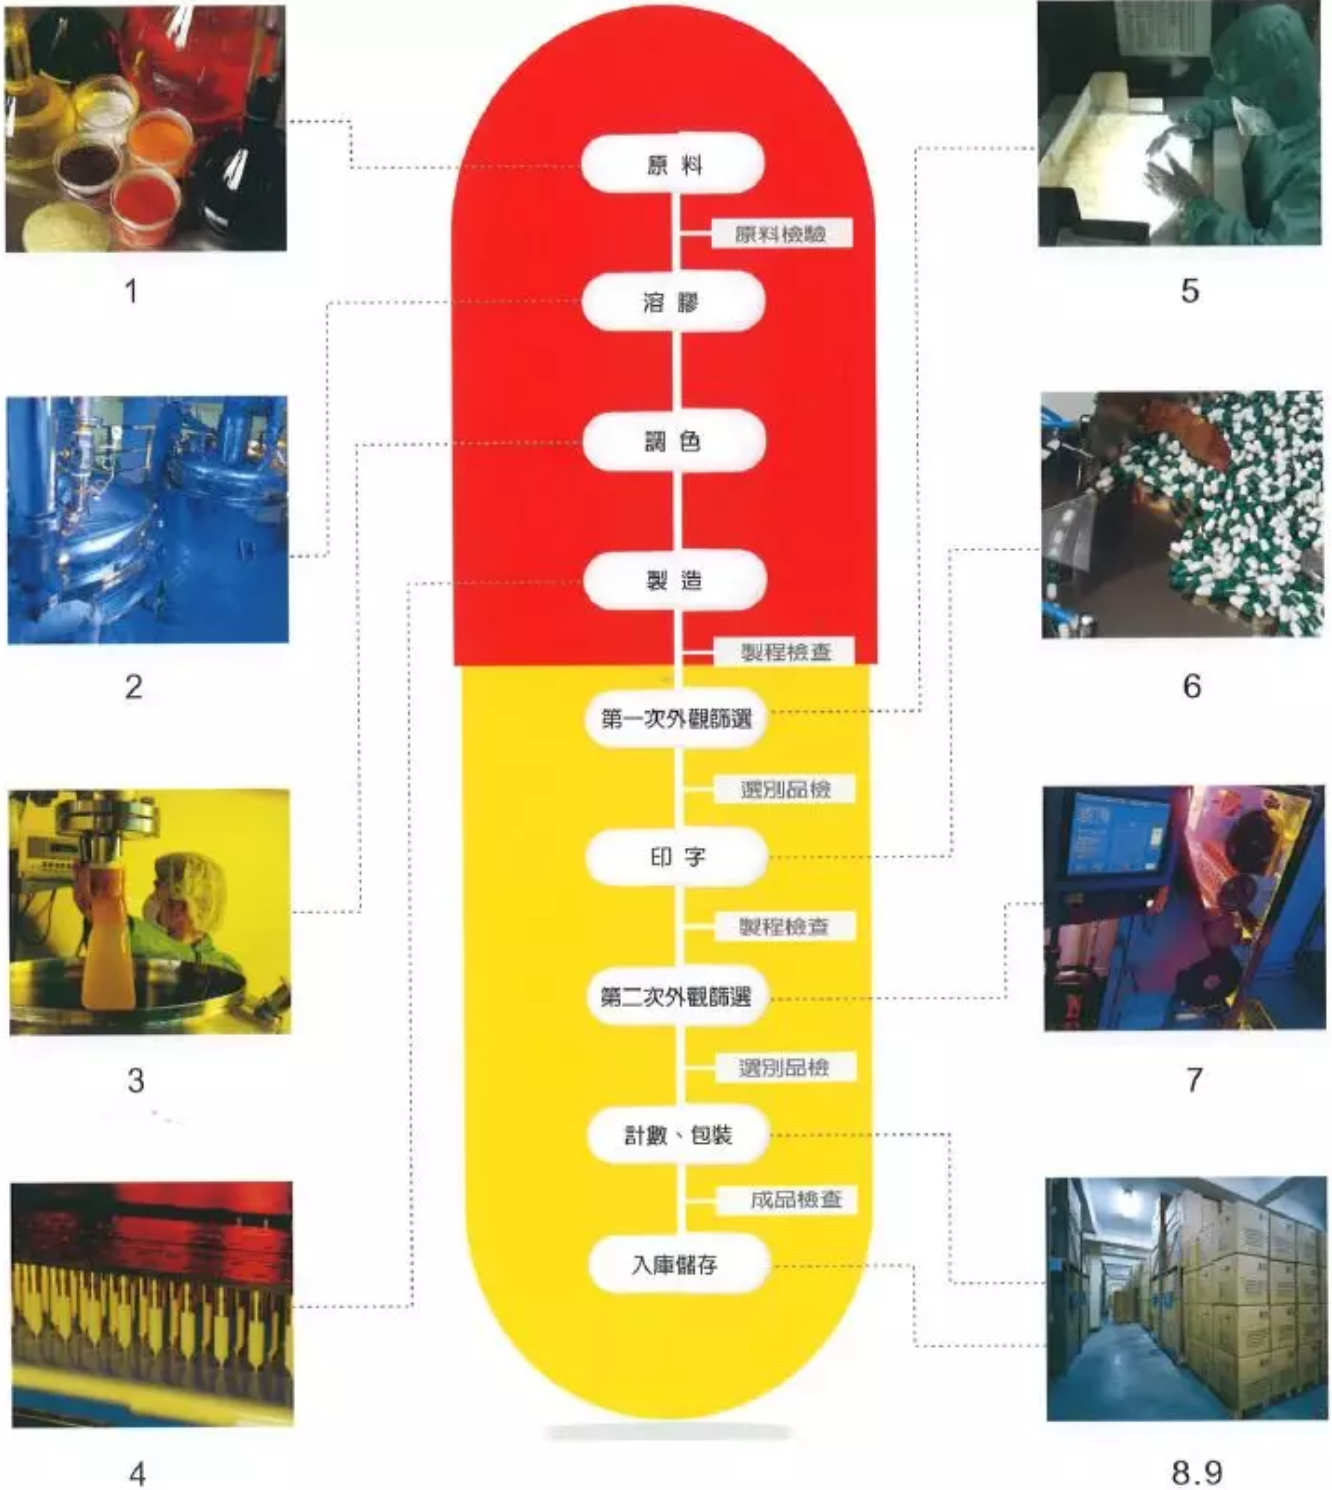 原料
原料檢驗
溶膠
調色
製造
製程檢查
第一次外觀篩選
選別品檢
印字
製程檢查
第二次外觀篩選
選別品檢
計數、包裝
成品檢查
入庫儲存
1
2
3
4
5
6
7
8.9